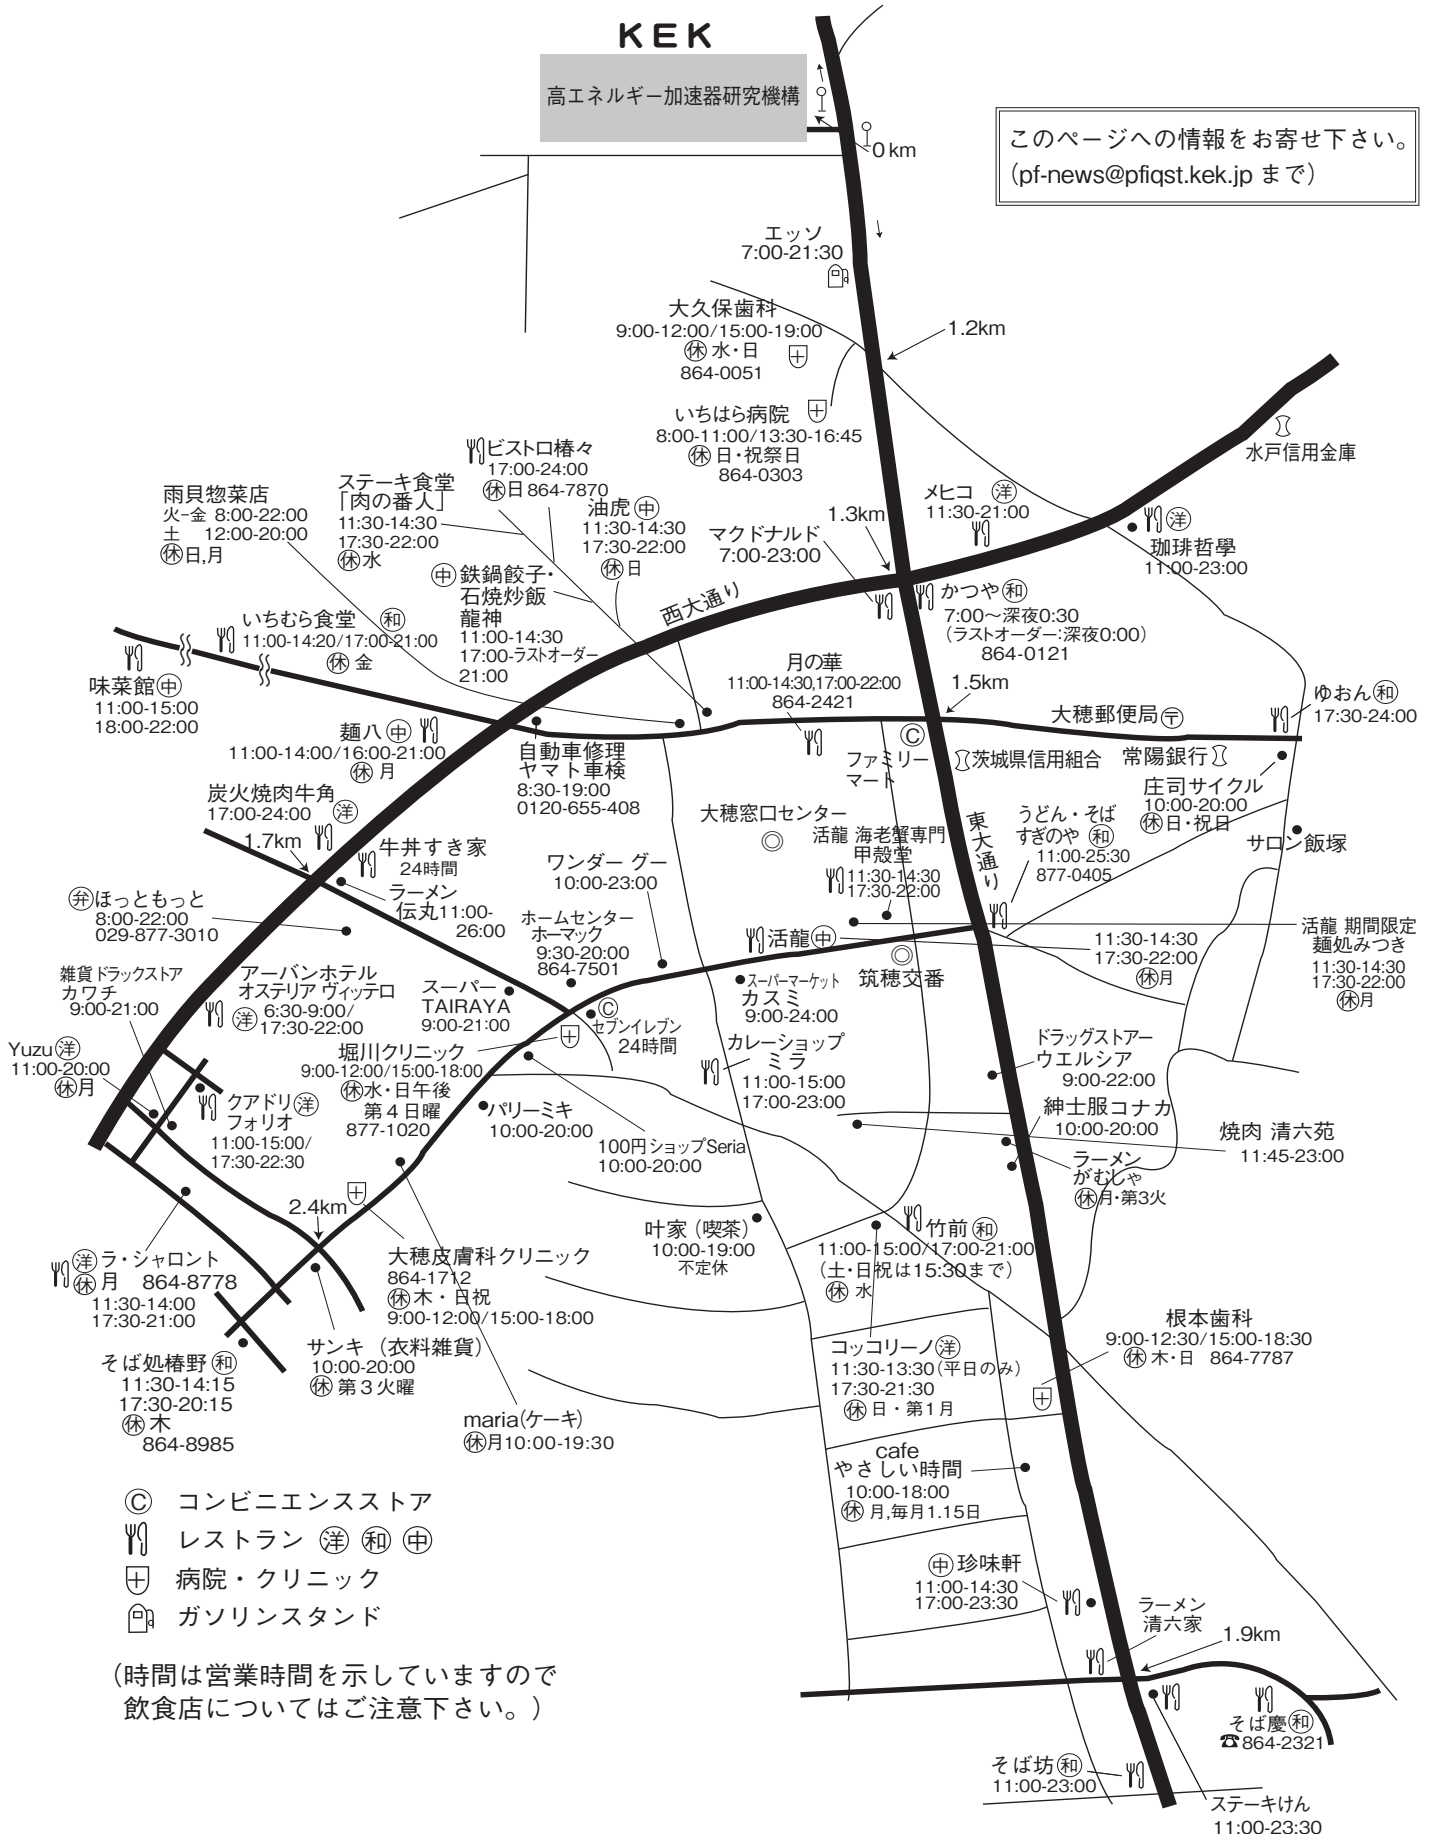 KEK
高エネルギー加速器研究機構
0 km
このページへの情報をお寄せ下さい。
（pf-news@pfiqst.kek.jp まで）
エッソ
7:00-21:30
大久保歯科
9:00-12:00/15:00-19:00
休 水・日
864-0051
1.2km
いちはら病院
8:00-11:00/13:30-16:45
休 日・祝祭日
864-0303
水戸信用金庫
ビストロ椿々
17:00-24:00
休日 864-7870
ステーキ食堂
「肉の番人」
11:30-14:30
17:30-22:00
休 水
雨貝惣菜店
火-金 8:00-22:00
土 12:00-20:00
休日,月
油虎 中
11:30-14:30
17:30-22:00
休 日
マクドナルド
7:00-23:00
1.3km
メヒコ 洋
11:30-21:00
洋
珈琲哲學
11:00-23:00
中 鉄鍋餃子・
石焼炒飯
龍神
11:00-14:30
17:00-ラストオーダー
21:00
西大通り
かつや 和
7:00～深夜0:30
（ラストオーダー:深夜0:00）
864-0121
いちむら食堂 和
11:00-14:20/17:00-21:00
休 金
味菜館 中
11:00-15:00
18:00-22:00
月の華
11:00-14:30,17:00-22:00
864-2421
1.5km
大穂郵便局 〒
ゆおん 和
17:30-24:00
麺八 中
11:00-14:00/16:00-21:00
休 月
自動車修理
ヤマト車検
8:30-19:00
0120-655-408
C
ファミリー
マート
茨城県信用組合
常陽銀行
庄司サイクル
10:00-20:00
休日・祝日
サロン飯塚
炭火焼肉牛角
17:00-24:00 洋
1.7km
牛丼すき家
24時間
ラーメン
伝丸11:00-
26:00
ワンダー グー
10:00-23:00
大穂窓口センター
活龍 海老蟹専門
甲殻堂
11:30-14:30
17:30-22:00
東大通り
うどん・そば
すぎのや 和
11:00-25:30
877-0405
弁 ほっともっと
8:00-22:00
029-877-3010
ホームセンター
ホーマック
9:30-20:00
864-7501
活龍 中
11:30-14:30
17:30-22:00
休月
活龍 期間限定
麺処みつき
11:30-14:30
17:30-22:00
休月
筑穂交番
雑貨ドラックストア
カワチ
9:00-21:00
アーバンホテル
オステリア ヴィッテロ
洋 6:30-9:00/
17:30-22:00
スーパー
TAIRAYA
9:00-21:00
スーパーマーケット
カスミ
9:00-24:00
C
セブンイレブン
24時間
Yuzu 洋
11:00-20:00
休月
堀川クリニック
9:00-12:00/15:00-18:00
休水・日午後
第４日曜
877-1020
カレーショップ
ミラ
11:00-15:00
17:00-23:00
ドラッグストアー
ウエルシア
9:00-22:00
クアドリ 洋
フォリオ
11:00-15:00/
17:30-22:30
パリーミキ
10:00-20:00
100円ショップSeria
10:00-20:00
紳士服コナカ
10:00-20:00
焼肉 清六苑
11:45-23:00
ラーメン
がむしゃ
休月・第3火
2.4km
洋 ラ・シャロント
休 月 864-8778
11:30-14:00
17:30-21:00
大穂皮膚科クリニック
864-1712
休 木・日祝
9:00-12:00/15:00-18:00
叶家（喫茶）
10:00-19:00
不定休
竹前 和
11:00-15:00/17:00-21:00
（土・日祝は15:30まで）
休 水
そば処椿野 和
11:30-14:15
17:30-20:15
休 木
864-8985
サンキ （衣料雑貨）
10:00-20:00
休 第３火曜
コッコリーノ 洋
11:30-13:30（平日のみ）
17:30-21:30
休 日・第1月
根本歯科
9:00-12:30/15:00-18:30
休 木・日 864-7787
maria（ケーキ）
休月10:00-19:30
cafe
やさしい時間
10:00-18:00
休 月,毎月1.15日
C コンビニエンスストア
レストラン 洋 和 中
病院・クリニック
ガソリンスタンド
中 珍味軒
11:00-14:30
17:00-23:30
ラーメン
清六家
1.9km
（時間は営業時間を示していますので
飲食店についてはご注意下さい。）
そば慶 和
☎864-2321
そば坊 和
11:00-23:00
ステーキけん
11:00-23:30